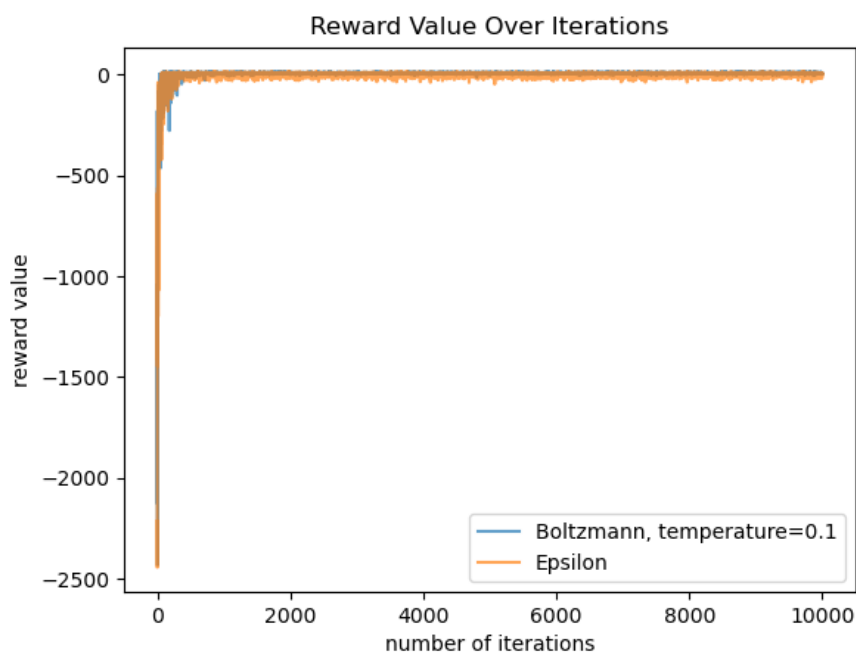 Reward Value Over Iterations
0
−500
−1000
−1500
−2000
−2500
reward value
Boltzmann, temperature=0.1
Epsilon
0 2000 4000 6000 8000 10000
number of iterations